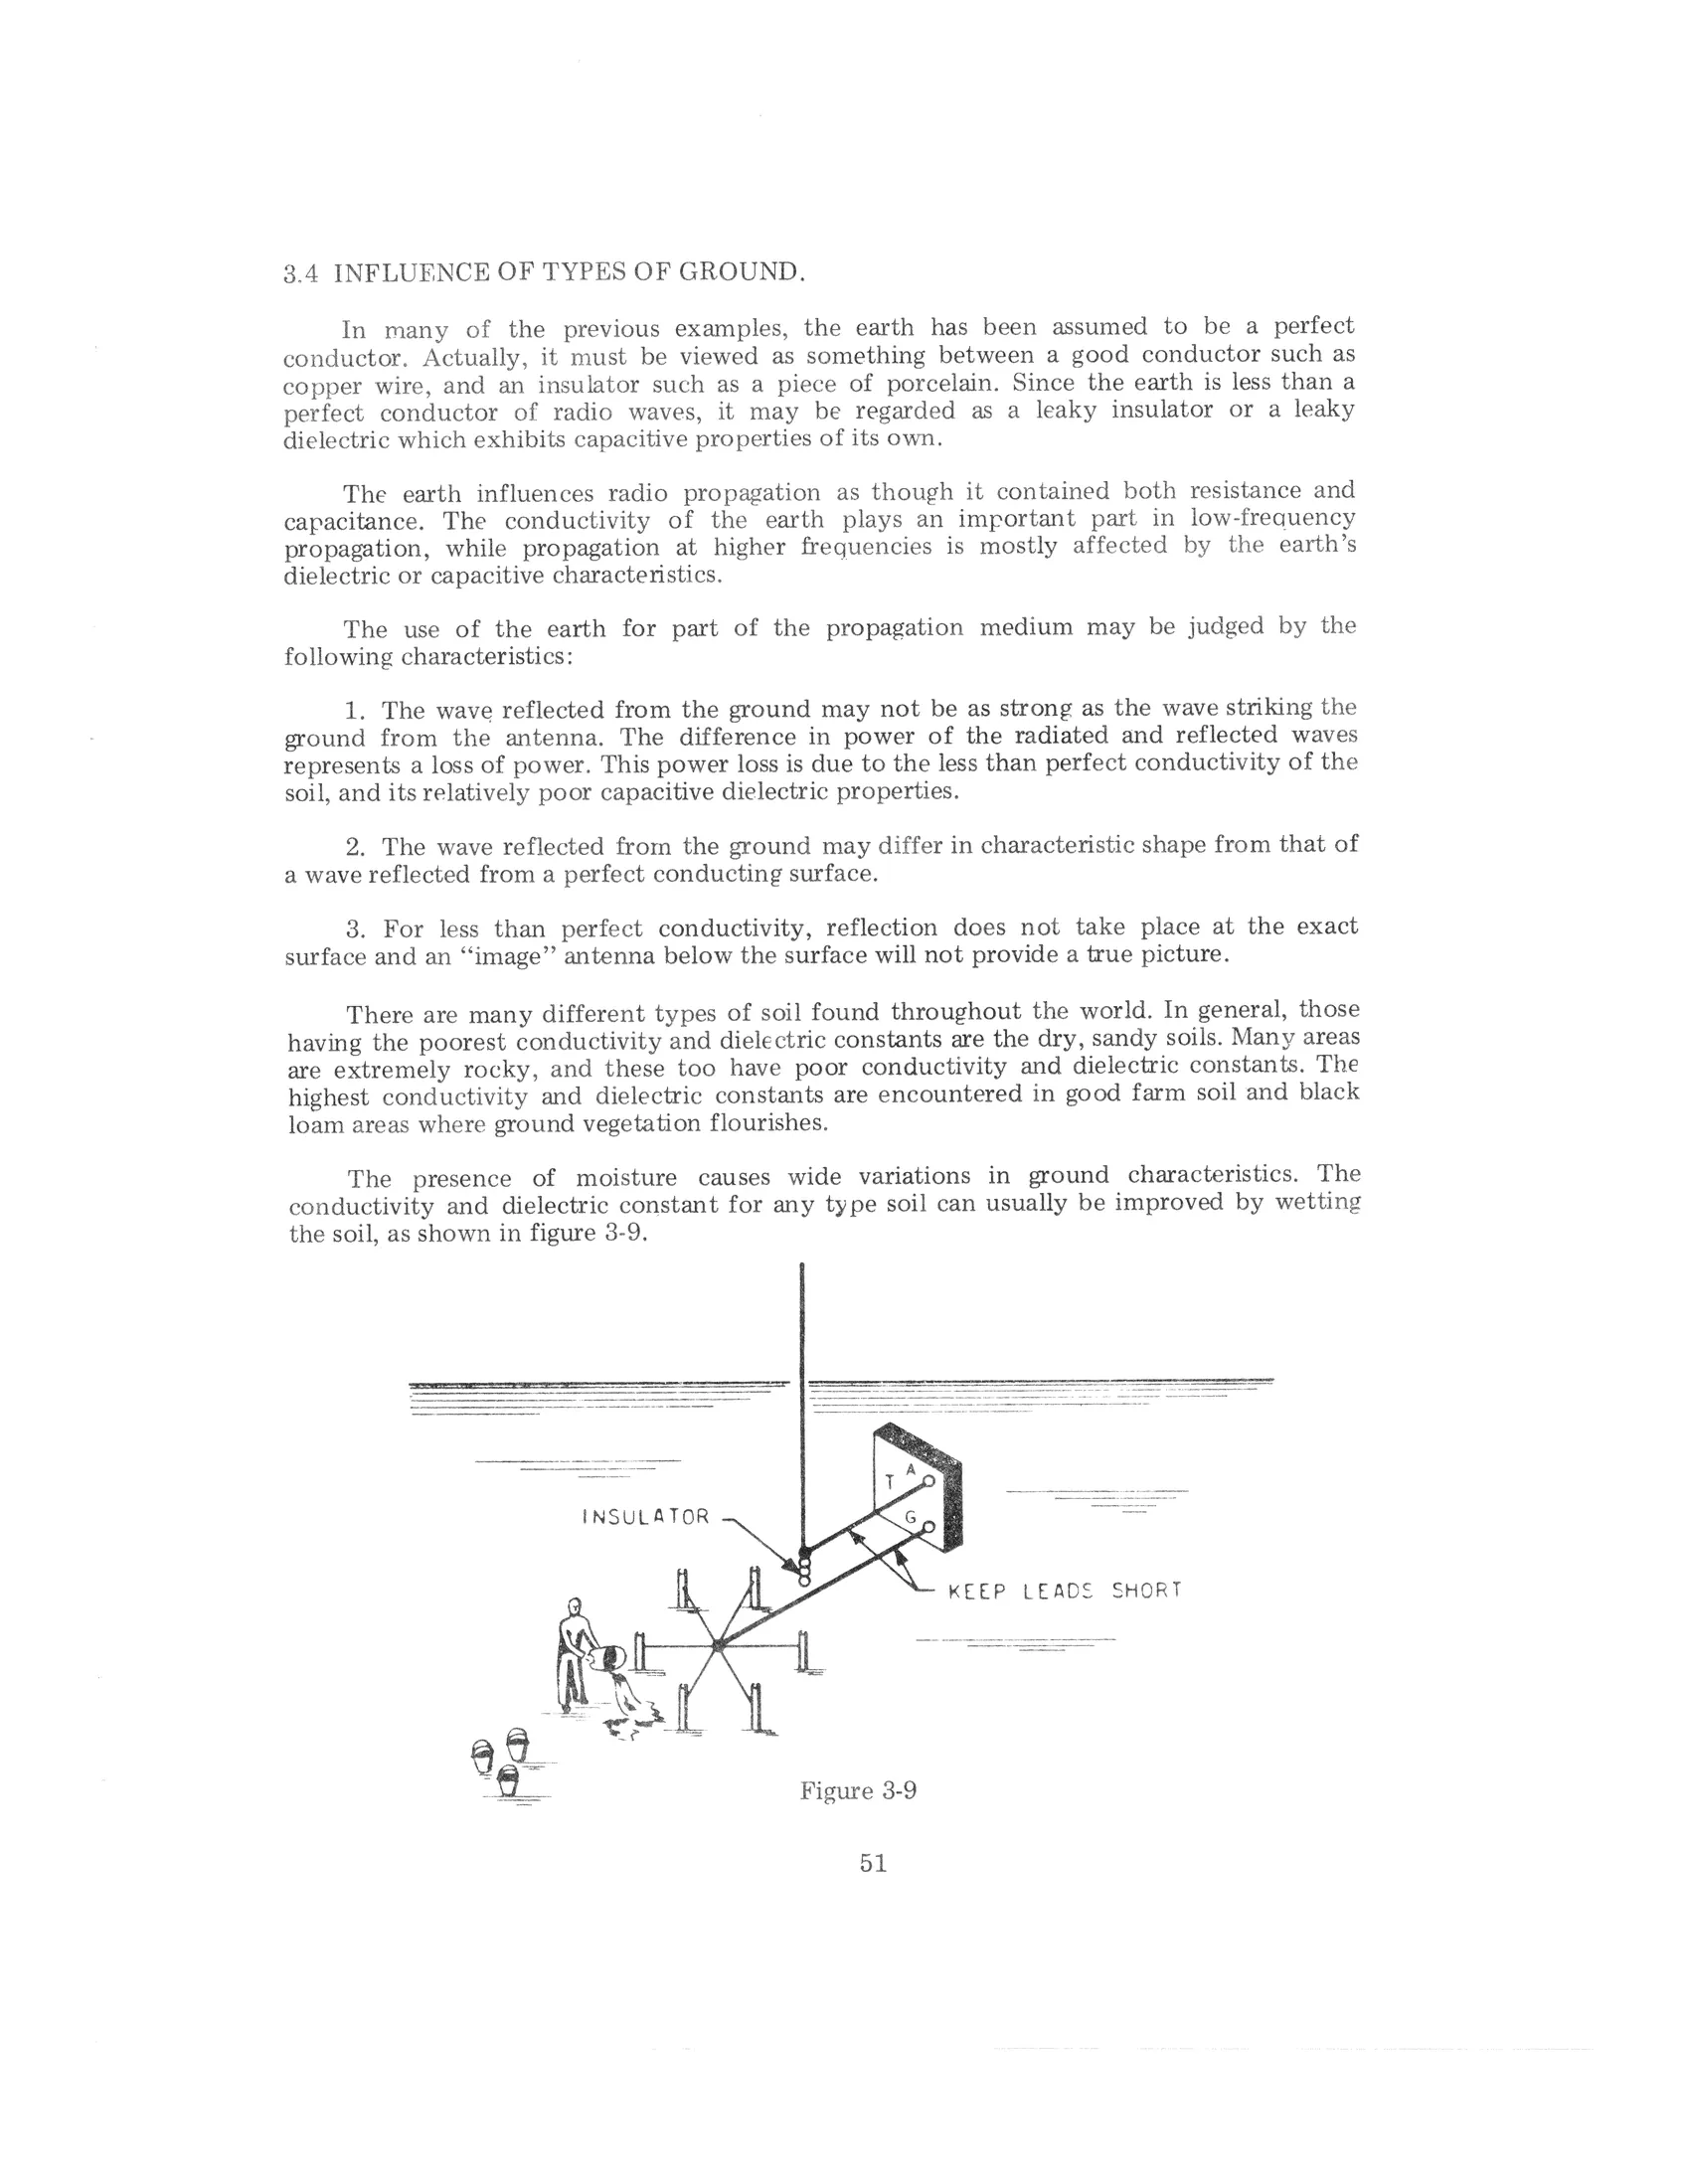 3.4 INFLUENCE OF TYPES OF GROUND.
In many of the previous examples, the earth has been assumed to be a perfect
conductor. Actually, it must be viewed as something between a good conductor such as
copper wire, and an insulator such as a piece of porcelain. Since the earth is less than a
perfect conductor of radio waves, it may be regarded as a leaky insulator or a leaky
dielectric which exhibits capacitive properties of its own.
The earth influences radio propagation as though it contained both resistance and
capacitance. The conductivity of the earth plays an important part in low-frequency
propagation, while propagation at higher frequencies is mostly affected by the earth's
dielectric or capacitive characteristics.
The use of the earth for part of the propagation medium may be judged by the
following characteristics:
1. The wave reflected from the ground may not be as strong as the wave striking the
ground from the antenna. The difference in power of the radiated and reflected waves
represents a loss of power. This power loss is due to the less than perfect conductivity of the
soil, and its relatively poor capacitive dielectric properties.
2. The wave reflected from the ground may differ in characteristic shape from that of
a wave reflected from a perfect conducting surface.
3. For less than perfect conductivity, reflection does not take place at the exact
surface and an “image” antenna below the surface will not provide a true picture.
There are many different types of soil found throughout the world. In general, those
having the poorest conductivity and dielectric constants are the dry, sandy soils. Many areas
are extremely rocky, and these too have poor conductivity and dielectric constants. The
highest conductivity and dielectric constants are encountered in good farm soil and black
loam areas where ground vegetation flourishes.
The presence of moisture causes wide variations in ground characteristics. The
conductivity and dielectric constant for any type soil can usually be improved by wetting
the soil, as shown in figure 3-9.
T A
INSULATOR
G
KEEP LEADS SHORT
Figure 3-9
51